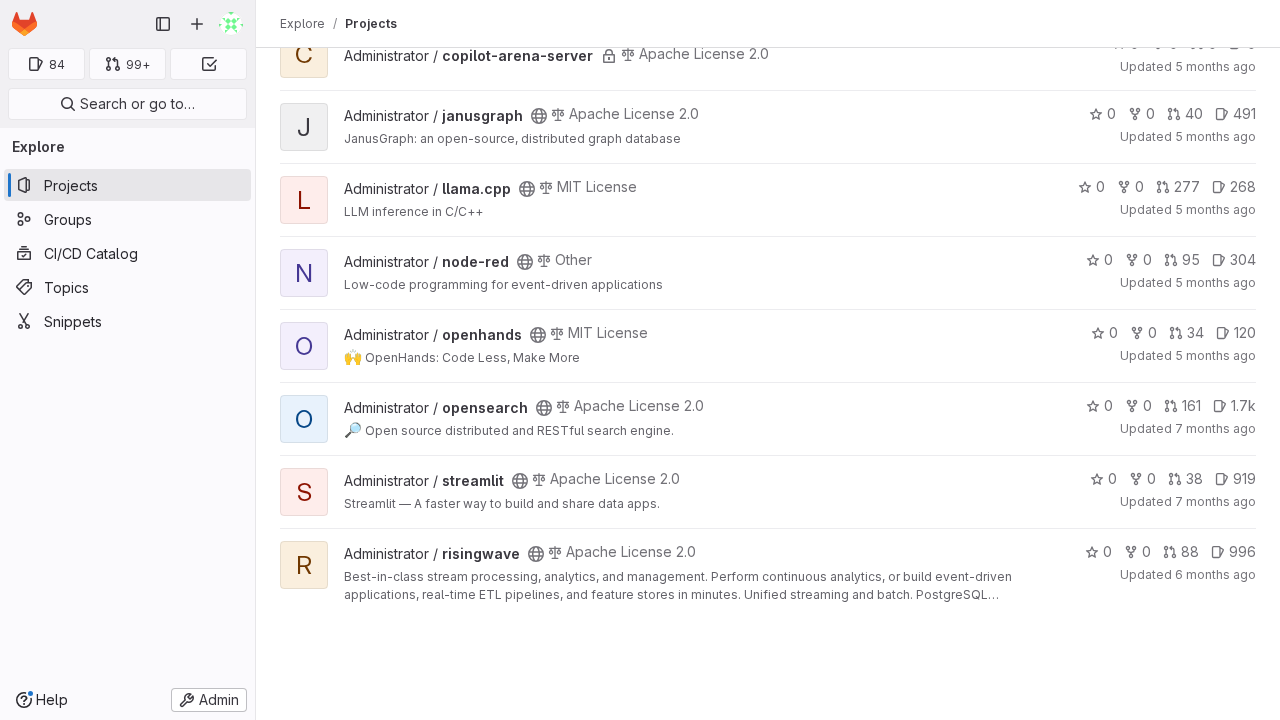 Explore / Projects
84
99+
Search or go to…
Explore
Projects
Groups
CI/CD Catalog
Topics
Snippets
Help
Admin
C
Administrator / copilot-arena-server
Apache License 2.0
Updated 5 months ago
J
Administrator / janusgraph
Apache License 2.0
0 0 40 491
JanusGraph: an open-source, distributed graph database
Updated 5 months ago
L
Administrator / llama.cpp
MIT License
0 0 277 268
LLM inference in C/C++
Updated 5 months ago
N
Administrator / node-red
Other
0 0 95 304
Low-code programming for event-driven applications
Updated 5 months ago
O
Administrator / openhands
MIT License
0 0 34 120
🙌 OpenHands: Code Less, Make More
Updated 5 months ago
O
Administrator / opensearch
Apache License 2.0
0 0 161 1.7k
🔎 Open source distributed and RESTful search engine.
Updated 7 months ago
S
Administrator / streamlit
Apache License 2.0
0 0 38 919
Streamlit — A faster way to build and share data apps.
Updated 7 months ago
R
Administrator / risingwave
Apache License 2.0
0 0 88 996
Best-in-class stream processing, analytics, and management. Perform continuous analytics, or build event-driven
applications, real-time ETL pipelines, and feature stores in minutes. Unified streaming and batch. PostgreSQL…
Updated 6 months ago